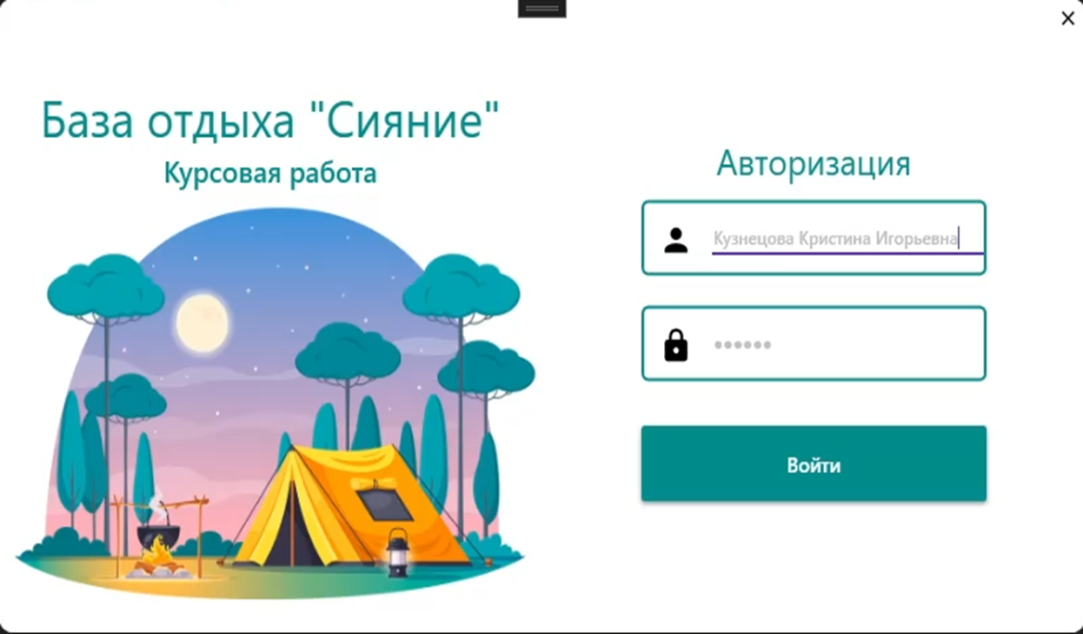 База отдыха "Сияние"
Курсовая работа
Авторизация
Кузнецова Кристина Игорьевна
••••••
Войти